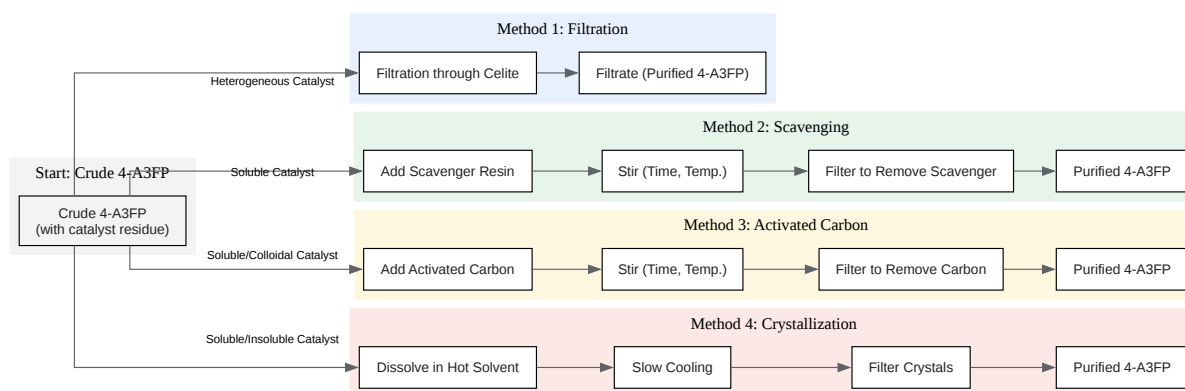 Method 1: Filtration
Heterogeneous Catalyst
Filtration through Celite
Filtrate (Purified 4-A3FP)
Method 2: Scavenging
Start: Crude 4-A3FP
Soluble Catalyst
Add Scavenger Resin
Stir (Time, Temp.)
Filter to Remove Scavenger
Purified 4-A3FP
Crude 4-A3FP
(with catalyst residue)
Method 3: Activated Carbon
Soluble/Colloidal Catalyst
Add Activated Carbon
Stir (Time, Temp.)
Filter to Remove Carbon
Purified 4-A3FP
Method 4: Crystallization
Soluble/Insoluble Catalyst
Dissolve in Hot Solvent
Slow Cooling
Filter Crystals
Purified 4-A3FP